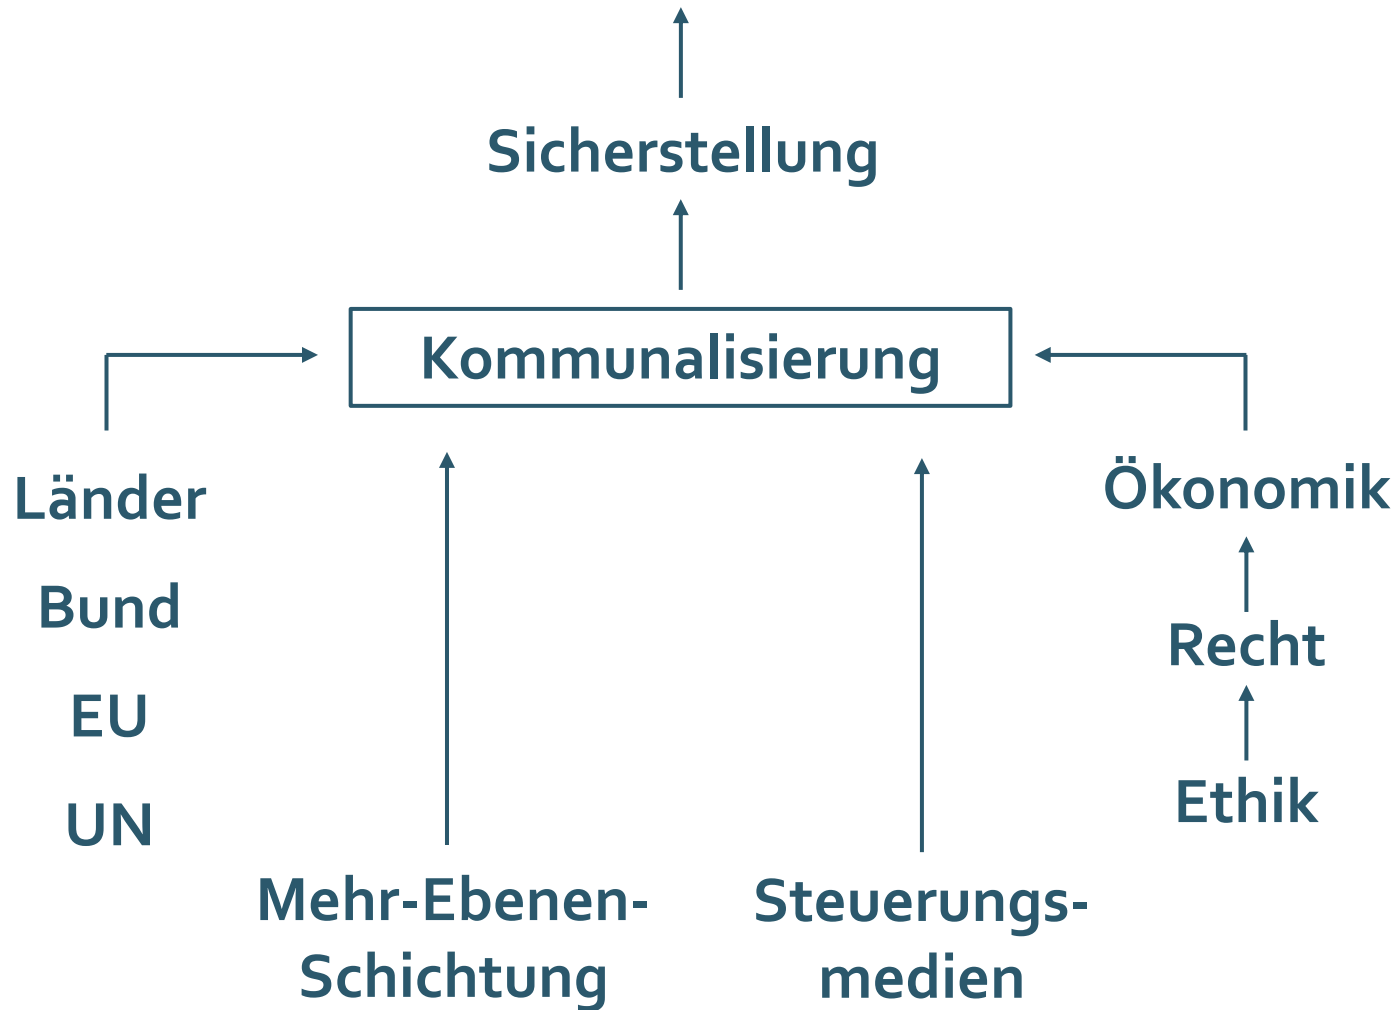 Sicherstellung
Kommunalisierung
Länder
Bund
EU
UN
Mehr-Ebenen-
Schichtung
Steuerungs-
medien
Ökonomik
Recht
Ethik